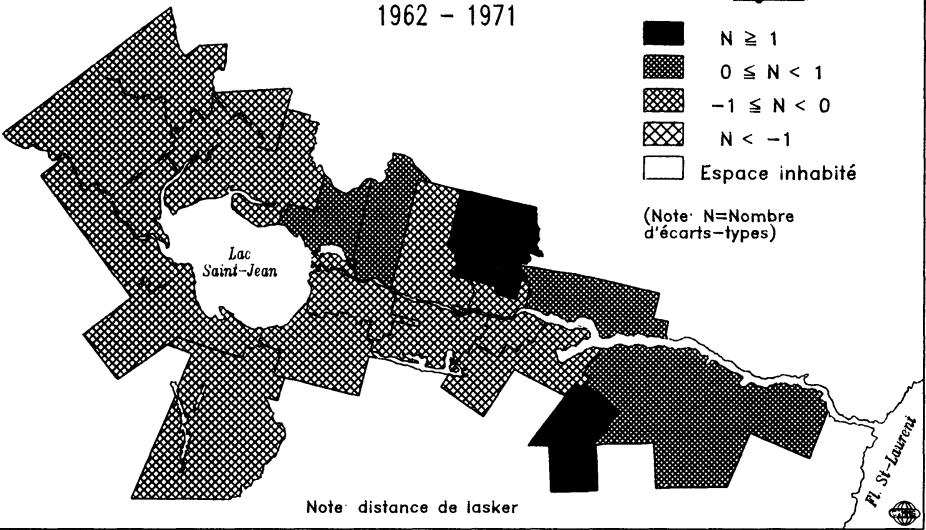 1962 – 1971
N ≧ 1
0 ≦ N < 1
-1 ≦ N < 0
N < -1
Espace inhabité
(Note· N=Nombre
d'écarts-types)
Lac
Saint-Jean
Fl. St-Laurent
Note· distance de lasker